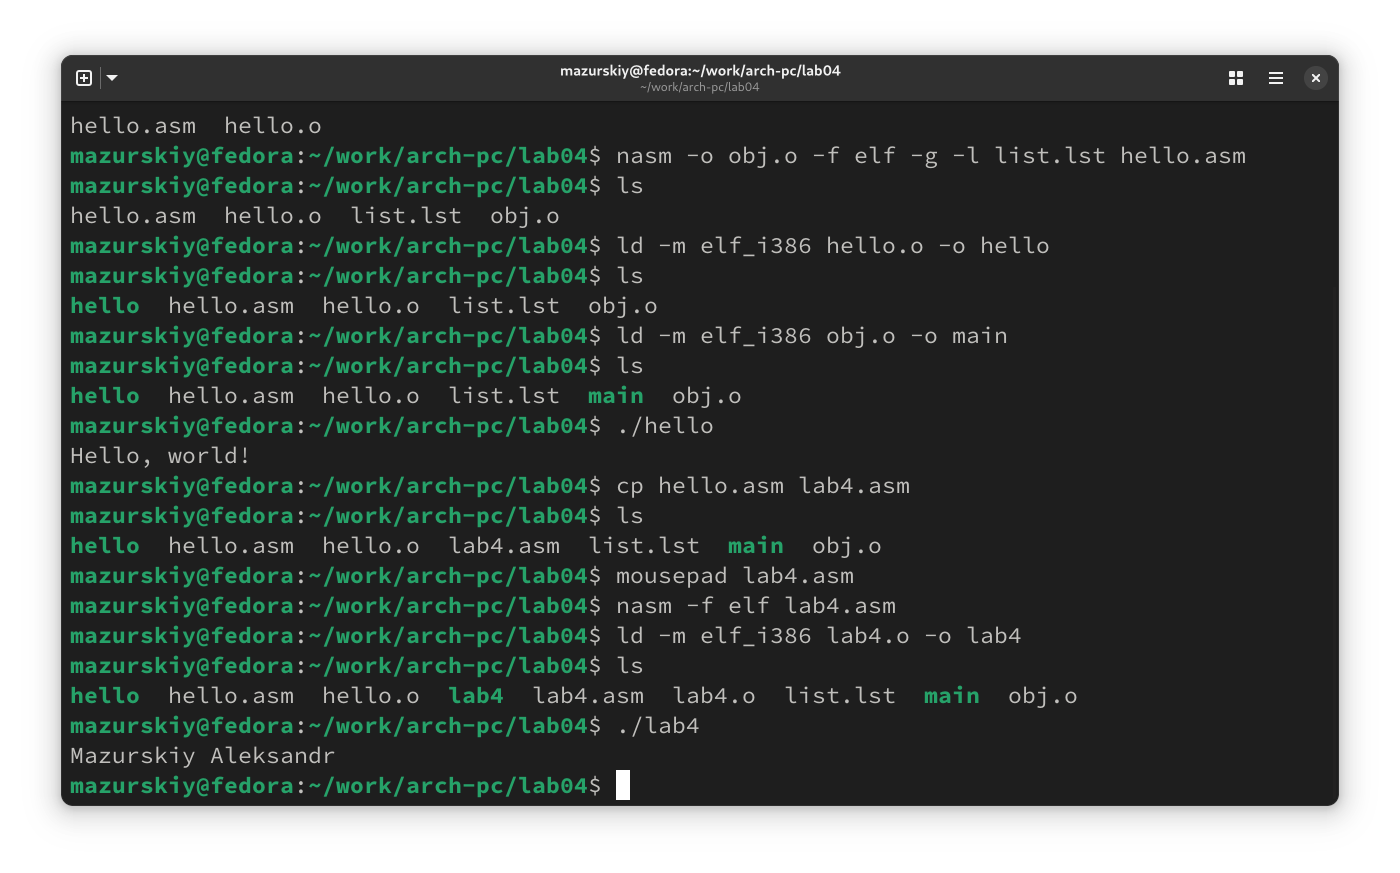 mazurskiy@fedora:~/work/arch-pc/lab04
~/work/arch-pc/lab04
hello.asm  hello.o
mazurskiy@fedora:~/work/arch-pc/lab04$ nasm -o obj.o -f elf -g -l list.lst hello.asm
mazurskiy@fedora:~/work/arch-pc/lab04$ ls
hello.asm  hello.o  list.lst  obj.o
mazurskiy@fedora:~/work/arch-pc/lab04$ ld -m elf_i386 hello.o -o hello
mazurskiy@fedora:~/work/arch-pc/lab04$ ls
hello  hello.asm  hello.o  list.lst  obj.o
mazurskiy@fedora:~/work/arch-pc/lab04$ ld -m elf_i386 obj.o -o main
mazurskiy@fedora:~/work/arch-pc/lab04$ ls
hello  hello.asm  hello.o  list.lst  main  obj.o
mazurskiy@fedora:~/work/arch-pc/lab04$ ./hello
Hello, world!
mazurskiy@fedora:~/work/arch-pc/lab04$ cp hello.asm lab4.asm
mazurskiy@fedora:~/work/arch-pc/lab04$ ls
hello  hello.asm  hello.o  lab4.asm  list.lst  main  obj.o
mazurskiy@fedora:~/work/arch-pc/lab04$ mousepad lab4.asm
mazurskiy@fedora:~/work/arch-pc/lab04$ nasm -f elf lab4.asm
mazurskiy@fedora:~/work/arch-pc/lab04$ ld -m elf_i386 lab4.o -o lab4
mazurskiy@fedora:~/work/arch-pc/lab04$ ls
hello  hello.asm  hello.o  lab4  lab4.asm  lab4.o  list.lst  main  obj.o
mazurskiy@fedora:~/work/arch-pc/lab04$ ./lab4
Mazurskiy Aleksandr
mazurskiy@fedora:~/work/arch-pc/lab04$